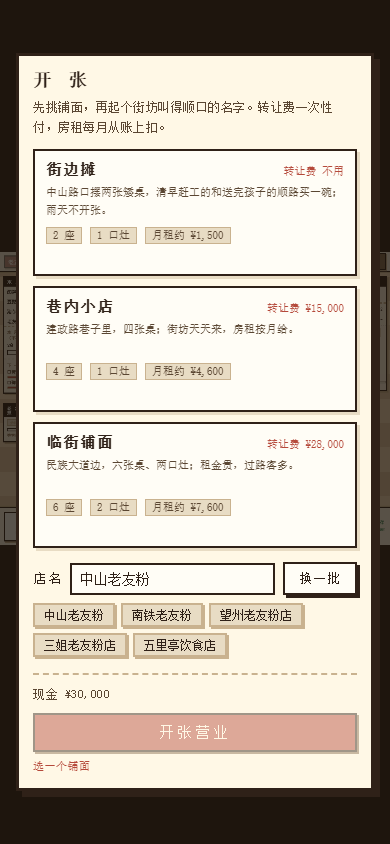 开 张
先挑铺面，再起个街坊叫得顺口的名字。转让费一次性
付，房租每月从账上扣。
街边摊 转让费 不用
中山路口摆两张矮桌，清早赶工的和送完孩子的顺路买一碗；
雨天不开张。
2 座 1 口灶 月租约 ¥1,500
巷内小店 转让费 ¥15,000
建政路巷子里，四张桌；街坊天天来，房租按月给。
4 座 1 口灶 月租约 ¥4,600
临街铺面 转让费 ¥28,000
民族大道边，六张桌、两口灶；租金贵，过路客多。
6 座 2 口灶 月租约 ¥7,600
店名 中山老友粉 换一批
中山老友粉 南铁老友粉 望州老友粉店
三姐老友粉店 五里亭饮食店
现金 ¥30,000
开张营业
选一个铺面